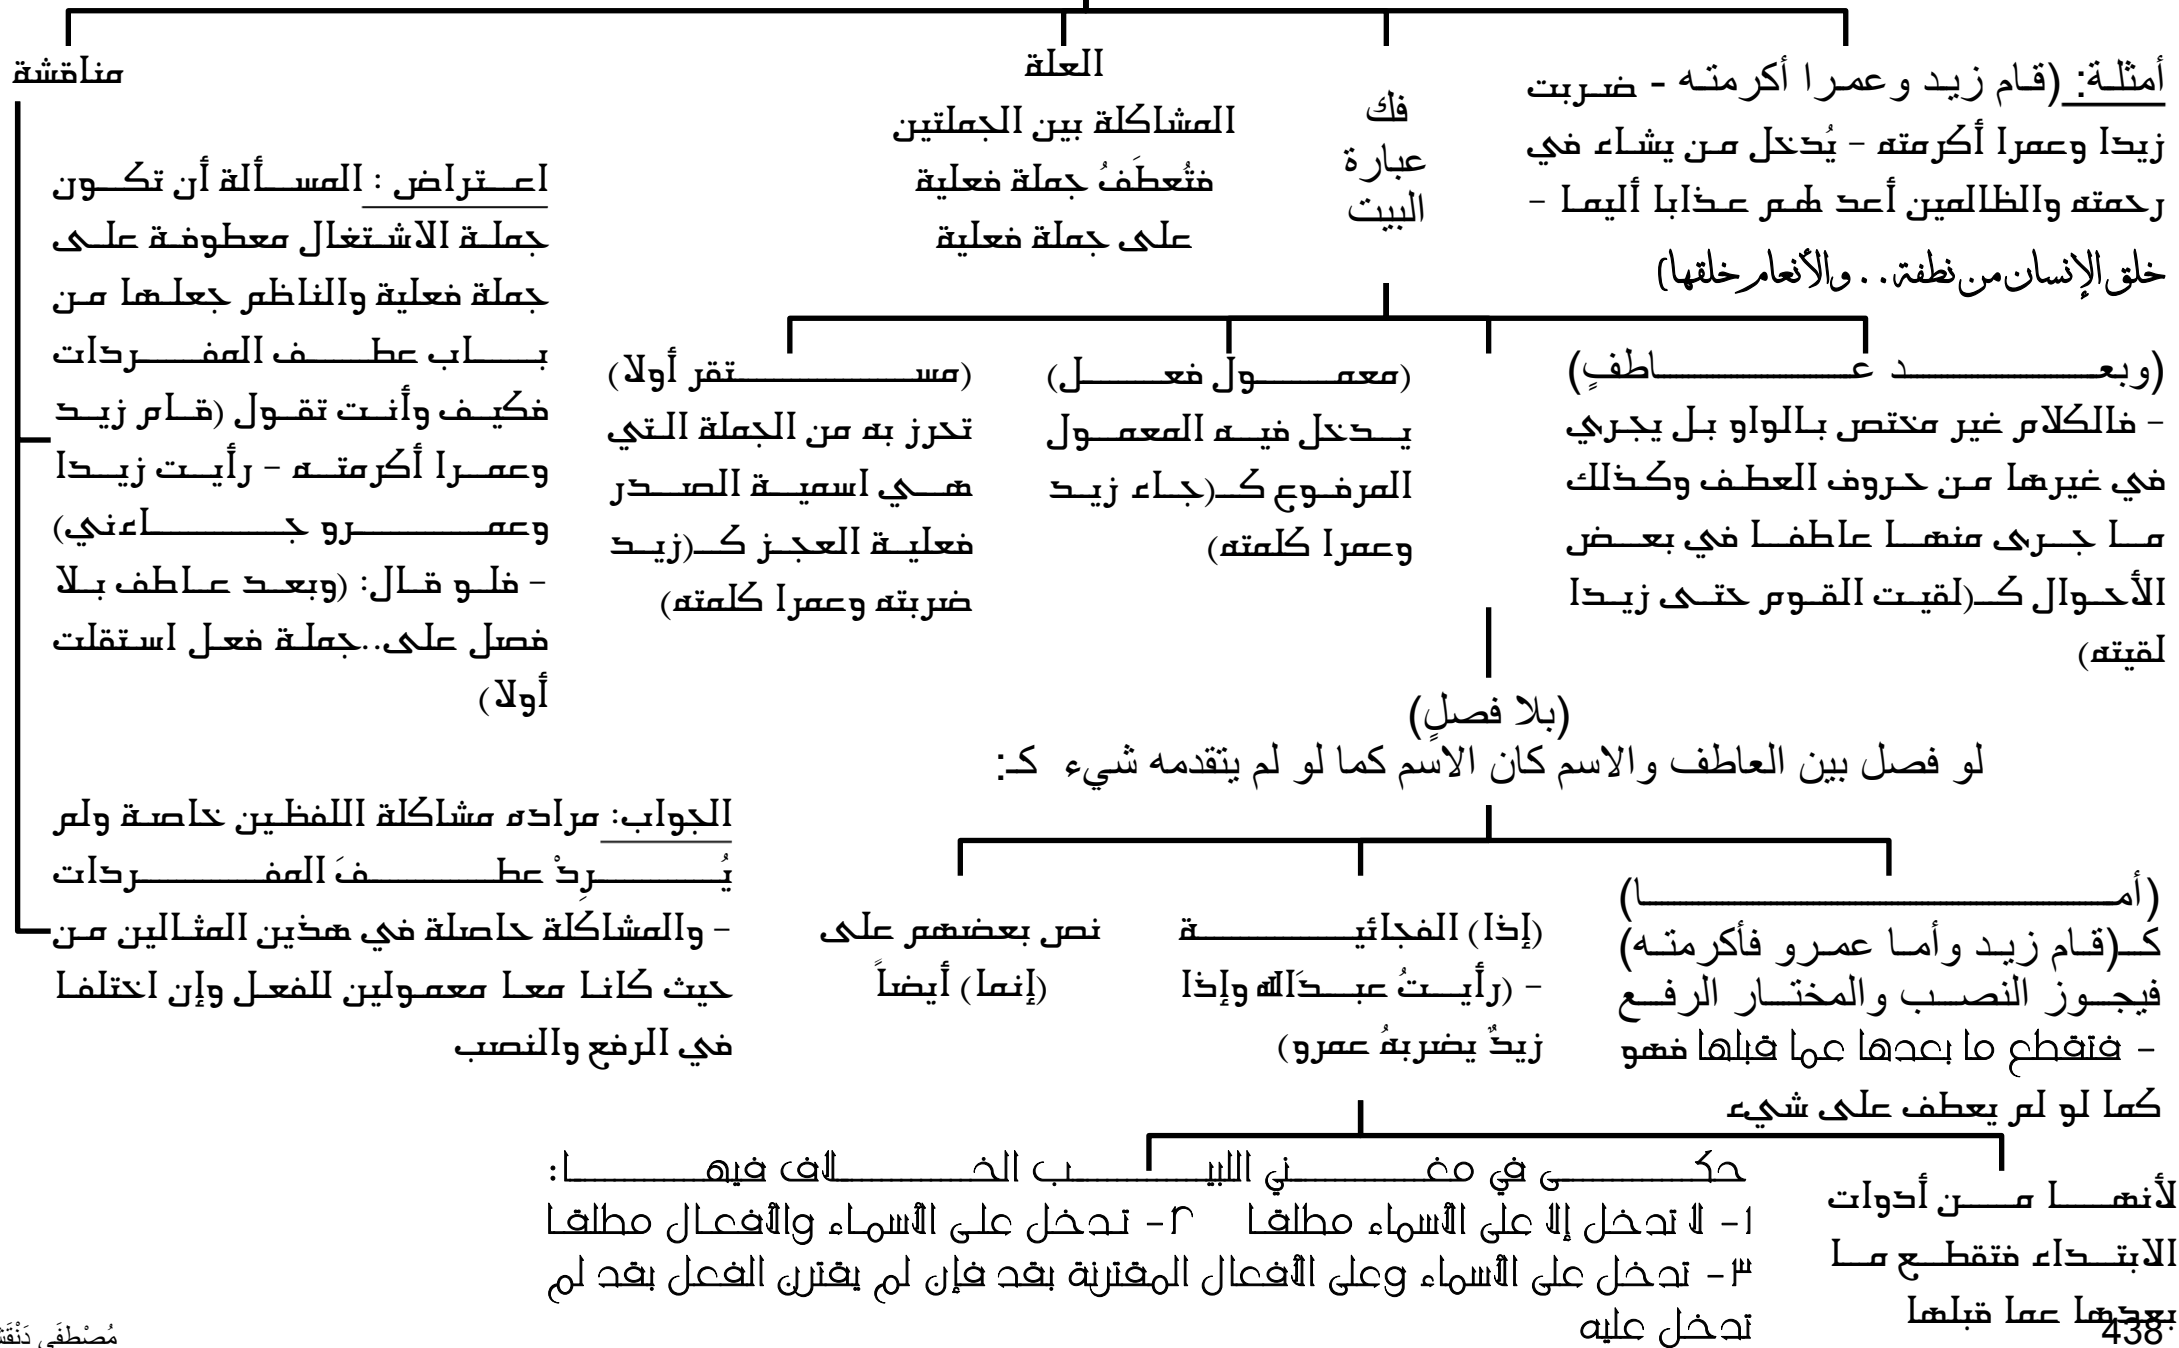 أمثلة: (قام زيد وعمرا أكرمته - ضربت
زيدا وعمرا أكرمته - يُدخل من يشاء في
رحمته والظالمين أعد لهم عذابا أليما -
خلق الإنسان من نطفة . . والأنعام خلقها)
فك
عبارة
البيت
العلة
المشاكلة بين الجملتين
فتُعطَفُ جملة فعلية
على جملة فعلية
مناقشة
اعتراض : المسألة أن تكون
جملة الاشتغال معطوفة على
جملة فعلية والناظم جعلها من
باب عطف المفردات
فكيف وأنت تقول (قام زيد
وعمرا أكرمته - رأيت زيدا
وعمرو جاءني)
- فلو قال: (وبعد عاطف بلا
فصل على..جملة فعل استقلت
أولا)
(وبعد عاطفٍ)
- فالكلام غير مختص بالواو بل يجري
في غيرها من حروف العطف وكذلك
ما جرى منها عاطفا في بعض
الأحوال كـ(لقيت القوم حتى زيدا
لقيته)
(معمول فعل)
يدخل فيه المعمول
المرفوع كـ(جاء زيد
وعمرا كلمته)
(مستقر أولا)
تحرز به من الجملة التي
هي اسمية الصدر
فعلية العجز كـ(زيد
ضربته وعمرا كلمته)
(بلا فصلٍ)
لو فصل بين العاطف والاسم كان الاسم كما لو لم يتقدمه شيء كـ:
الجواب: مراده مشاكلة اللفظين خاصة ولم
يُرِدْ عطفَ المفردات
- والمشاكلة حاصلة في هذين المثالين من
حيث كانا معا معمولين للفعل وإن اختلفا
في الرفع والنصب
(أما)
كـ(قام زيد وأما عمرو فأكرمته)
فيجوز النصب والمختار الرفع
- فتقطع ما بعدها عما قبلها فهو
كما لو لم يعطف على شيء
(إذا) الفجائية
- (رأيتُ عبدَالله وإذا
زيدٌ يضربهُ عمرو)
نص بعضهم على
(إنما) أيضاً
لأنها من أدوات
الابتداء فتقطع ما
بعدها عما قبلها
حكى في مغني اللبيب الخلاف فيها:
١- لا تدخل إلا على الأسماء مطلقا ٢- تدخل على الأسماء والأفعال مطلقا
٣- تدخل على الأسماء وعلى الأفعال المقترنة بقد فإن لم يقترن الفعل بقد لم
تدخل عليه
438